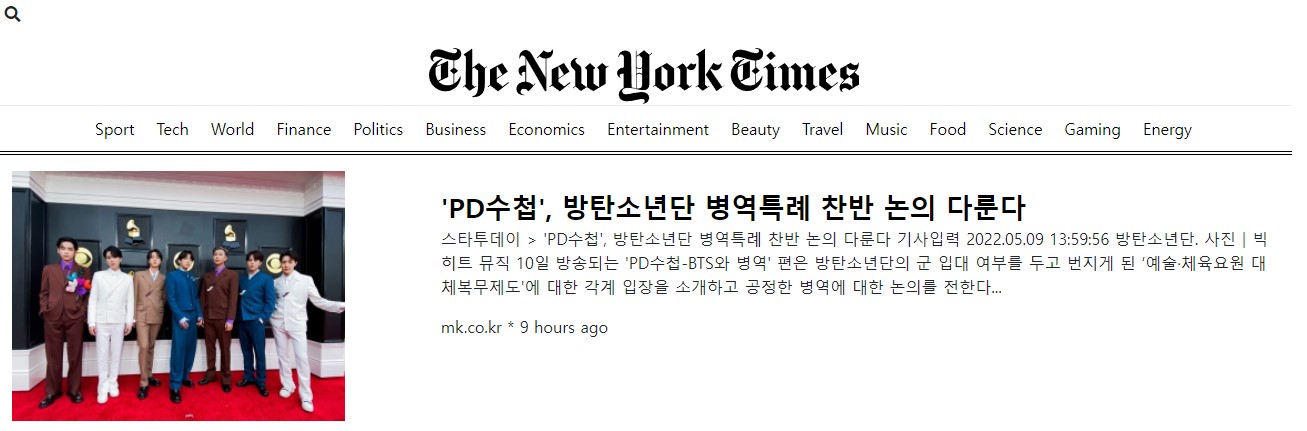 The New York Times
Sport Tech World Finance Politics Business Economics Entertainment Beauty Travel Music Food Science Gaming Energy
'PD수첩', 방탄소년단 병역특례 찬반 논의 다룬다
스타투데이 > 'PD수첩', 방탄소년단 병역특례 찬반 논의 다룬다 기사입력 2022.05.09 13:59:56 방탄소년단. 사진 | 빅
히트 뮤직 10일 방송되는 'PD수첩-BTS와 병역' 편은 방탄소년단의 군 입대 여부를 두고 번지게 된 ‘예술·체육요원 대
체복무제도'에 대한 각계 입장을 소개하고 공정한 병역에 대한 논의를 전한다...
mk.co.kr * 9 hours ago